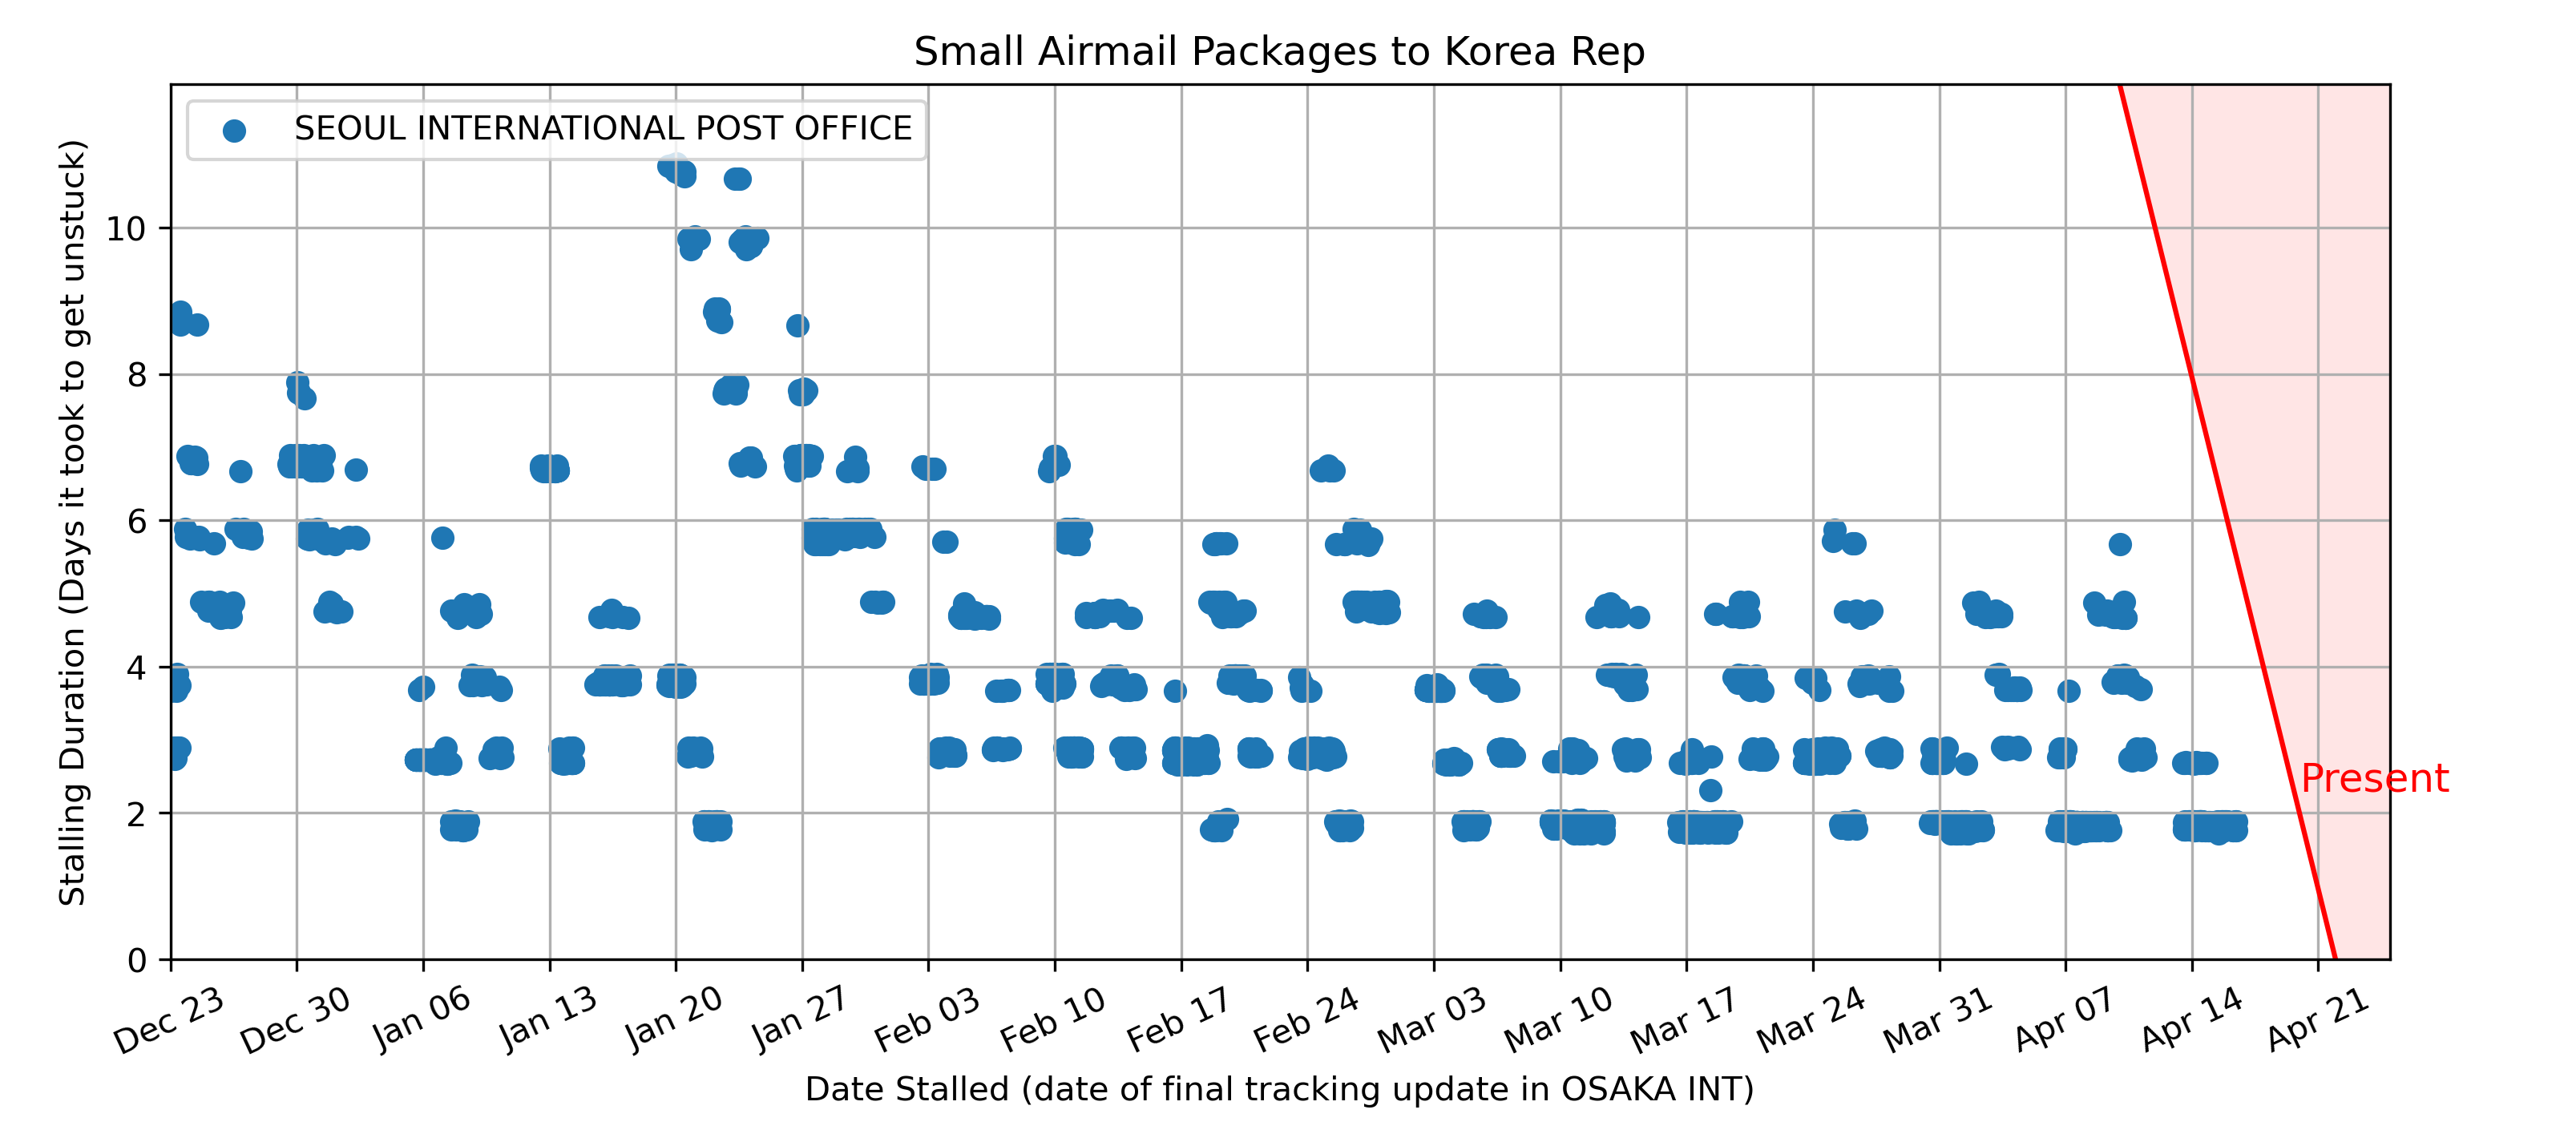 Small Airmail Packages to Korea Rep
SEOUL INTERNATIONAL POST OFFICE
Stalling Duration (Days it took to get unstuck)
10
8
6
4
2
0
Present
Dec 23
Dec 30
Jan 06
Jan 13
Jan 20
Jan 27
Feb 03
Feb 10
Feb 17
Feb 24
Mar 03
Mar 10
Mar 17
Mar 24
Mar 31
Apr 07
Apr 14
Apr 21
Date Stalled (date of final tracking update in OSAKA INT)